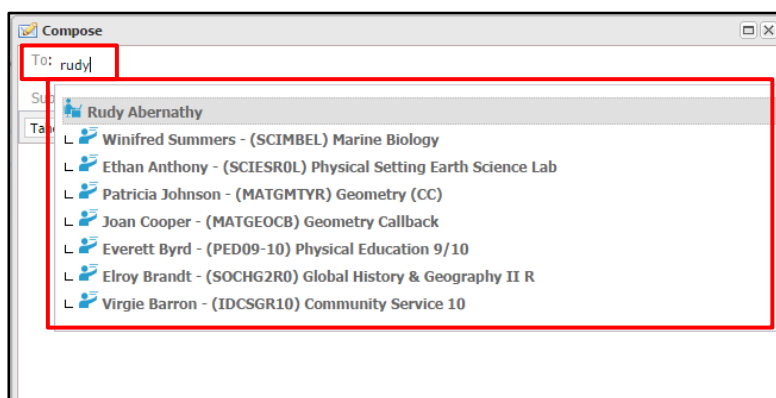 Compose
To: rudy
Rudy Abernathy
Winifred Summers - (SCIMBEL) Marine Biology
Ethan Anthony - (SCIESR0L) Physical Setting Earth Science Lab
Patricia Johnson - (MATGMTYR) Geometry (CC)
Joan Cooper - (MATGEOCB) Geometry Callback
Everett Byrd - (PED09-10) Physical Education 9/10
Elroy Brandt - (SOCHG2R0) Global History & Geography II R
Virgie Barron - (IDCSGR10) Community Service 10